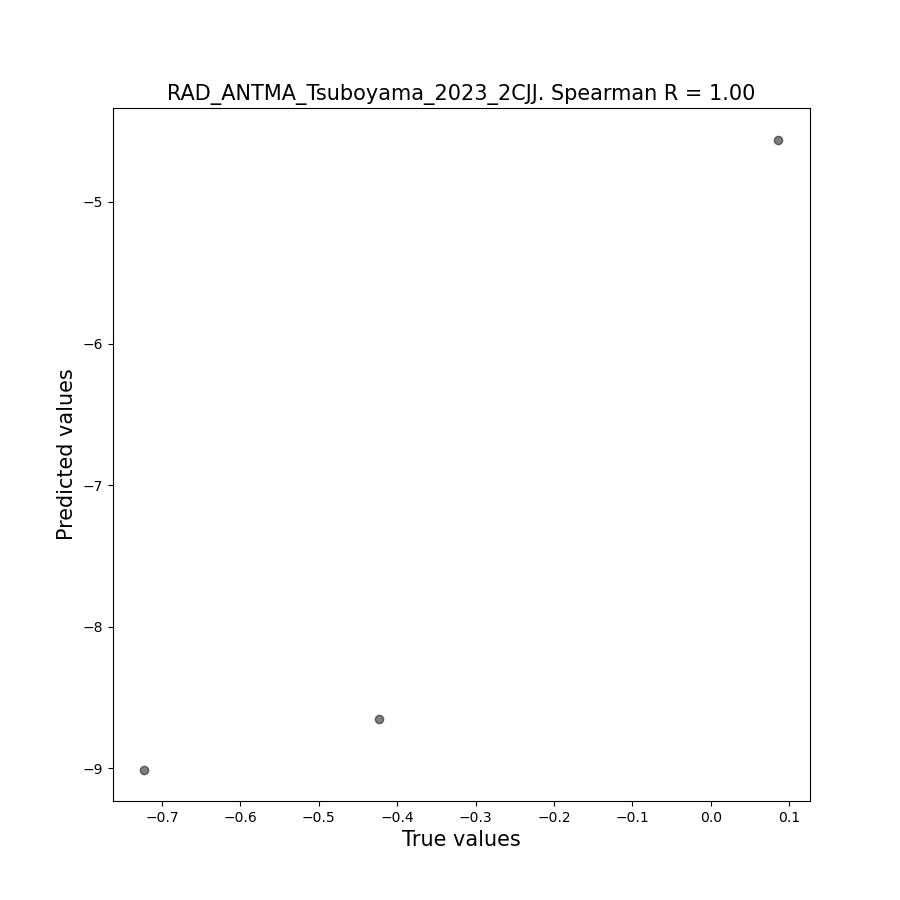 RAD_ANTMA_Tsuboyama_2023_2CJJ. Spearman R = 1.00
Predicted values
−5
−6
−7
−8
−9
−0.7 −0.6 −0.5 −0.4 −0.3 −0.2 −0.1 0.0 0.1
True values